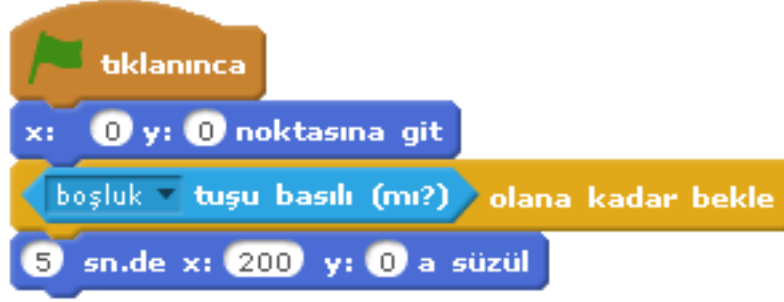 tıklanınca
x: 0 y: 0 noktasına git
boşluk tuşu basılı (mı?) olana kadar bekle
5 sn.de x: 200 y: 0 a süzül